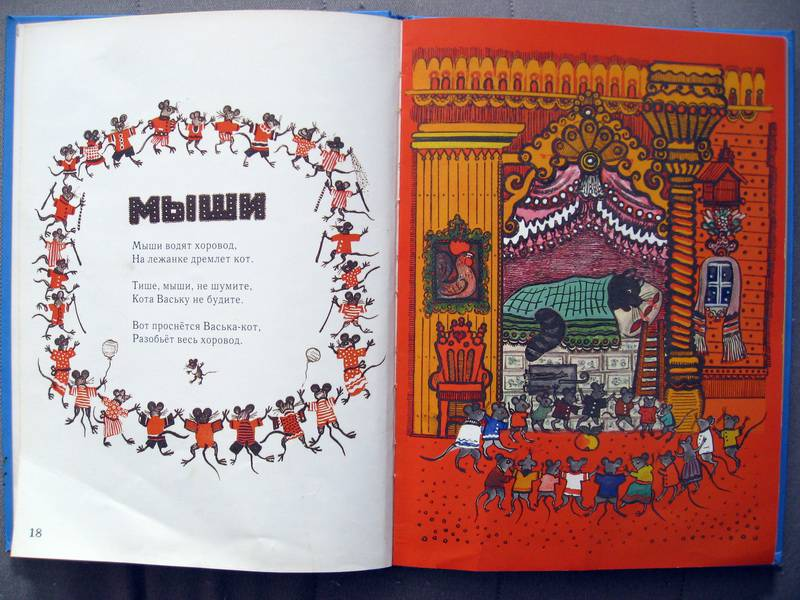 МЫШИ
Мыши водят хоровод,
На лежанке дремлет кот.
Тише, мыши, не шумите,
Кота Ваську не будите.
Вот проснётся Васька-кот,
Разобьёт весь хоровод.
18